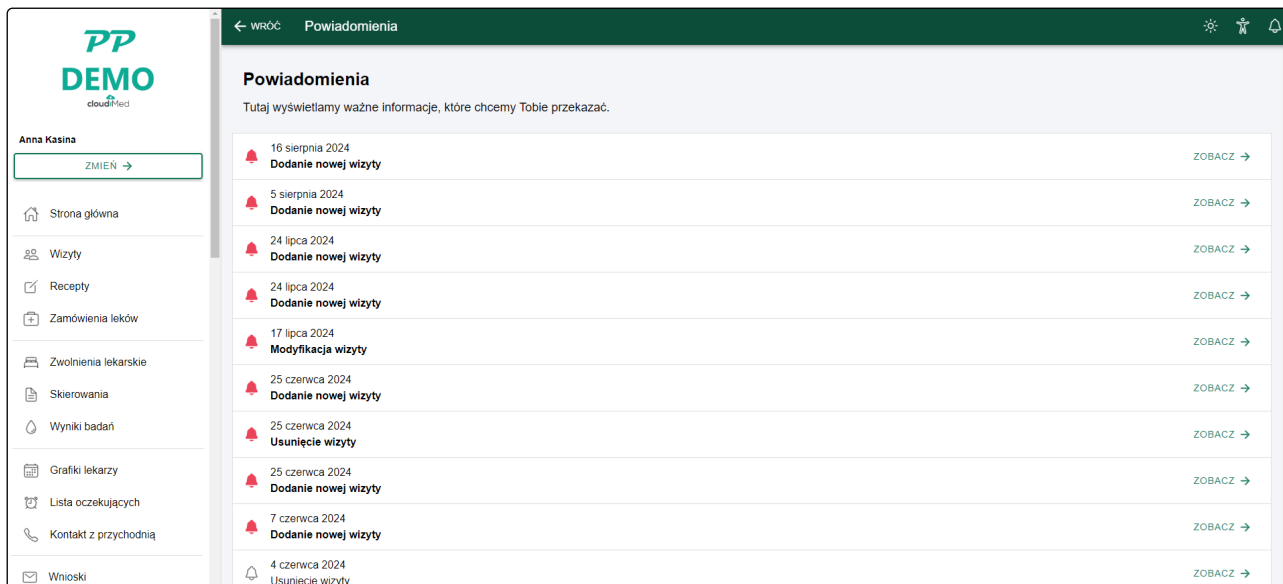 PP
DEMO
cloudiMed
Anna Kasina
ZMIEŃ →
Strona główna
Wizyty
Recepty
Zamówienia leków
Zwolnienia lekarskie
Skierowania
Wyniki badań
Grafiki lekarzy
Lista oczekujących
Kontakt z przychodnią
Wnioski
← WRÓĆ Powiadomienia
Powiadomienia
Tutaj wyświetlamy ważne informacje, które chcemy Tobie przekazać.
16 sierpnia 2024
Dodanie nowej wizyty
ZOBACZ →
5 sierpnia 2024
Dodanie nowej wizyty
ZOBACZ →
24 lipca 2024
Dodanie nowej wizyty
ZOBACZ →
24 lipca 2024
Dodanie nowej wizyty
ZOBACZ →
17 lipca 2024
Modyfikacja wizyty
ZOBACZ →
25 czerwca 2024
Dodanie nowej wizyty
ZOBACZ →
25 czerwca 2024
Usunięcie wizyty
ZOBACZ →
25 czerwca 2024
Dodanie nowej wizyty
ZOBACZ →
7 czerwca 2024
Dodanie nowej wizyty
ZOBACZ →
4 czerwca 2024
Usunięcie wizyty
ZOBACZ →